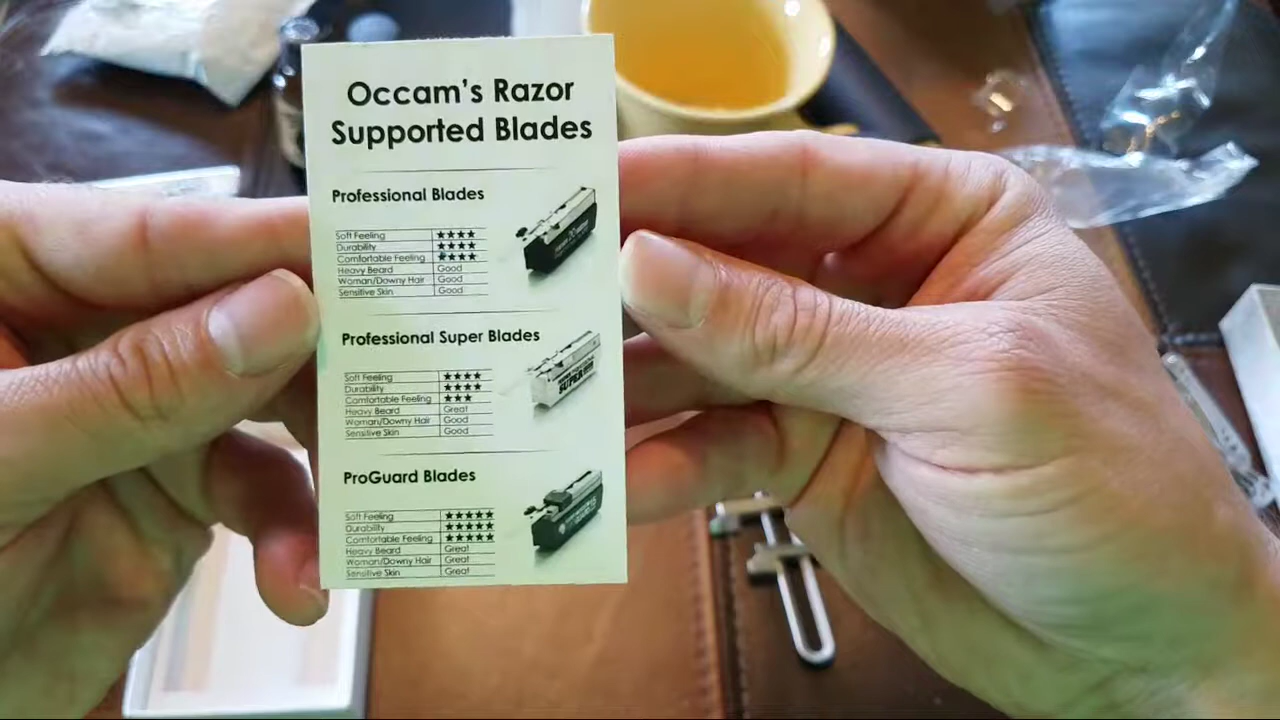 Occam's Razor
Supported Blades
Professional Blades
Soft Feeling ★★★★
Durability ★★★★
Comfortable Feeling ★★★★
Heavy Beard Good
Woman/Downy Hair Good
Sensitive Skin Good
Professional Super Blades
Soft Feeling ★★★★
Durability ★★★★
Comfortable Feeling ★★★
Heavy Beard Great
Woman/Downy Hair Good
Sensitive Skin Good
SUPER
ProGuard Blades
Soft Feeling ★★★★★
Durability ★★★★★
Comfortable Feeling ★★★★★
Heavy Beard Great
Woman/Downy Hair Great
Sensitive Skin Great